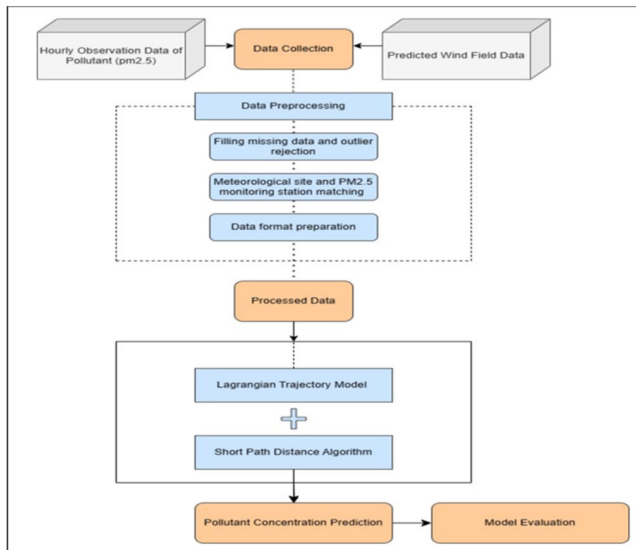 Hourly Observation Data of
Pollutant (pm2.5)
Data Collection
Predicted Wind Field Data
Data Preprocessing
Filling missing data and outlier
rejection
Meteorological site and PM2.5
monitoring station matching
Data format preparation
Processed Data
Lagrangian Trajectory Model
Short Path Distance Algorithm
Pollutant Concentration Prediction
Model Evaluation